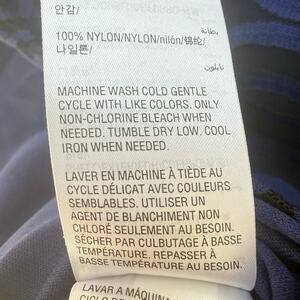 안감/ بطانة/
100% NYLON/NYLON/nilón/锦纶/
나일론/ نايلون
MACHINE WASH COLD GENTLE
CYCLE WITH LIKE COLORS. ONLY
NON-CHLORINE BLEACH WHEN
NEEDED. TUMBLE DRY LOW. COOL
IRON WHEN NEEDED.
LAVER EN MACHINE À TIÈDE AU
CYCLE DÉLICAT AVEC COULEURS
SEMBLABLES. UTILISER UN
AGENT DE BLANCHIMENT NON
CHLORÉ SEULEMENT AU BESOIN.
SÉCHER PAR CULBUTAGE À BASSE
TEMPÉRATURE. REPASSER À
BASSE TEMPÉRATURE AU BESOIN.
LAVAR A MÁQUINA